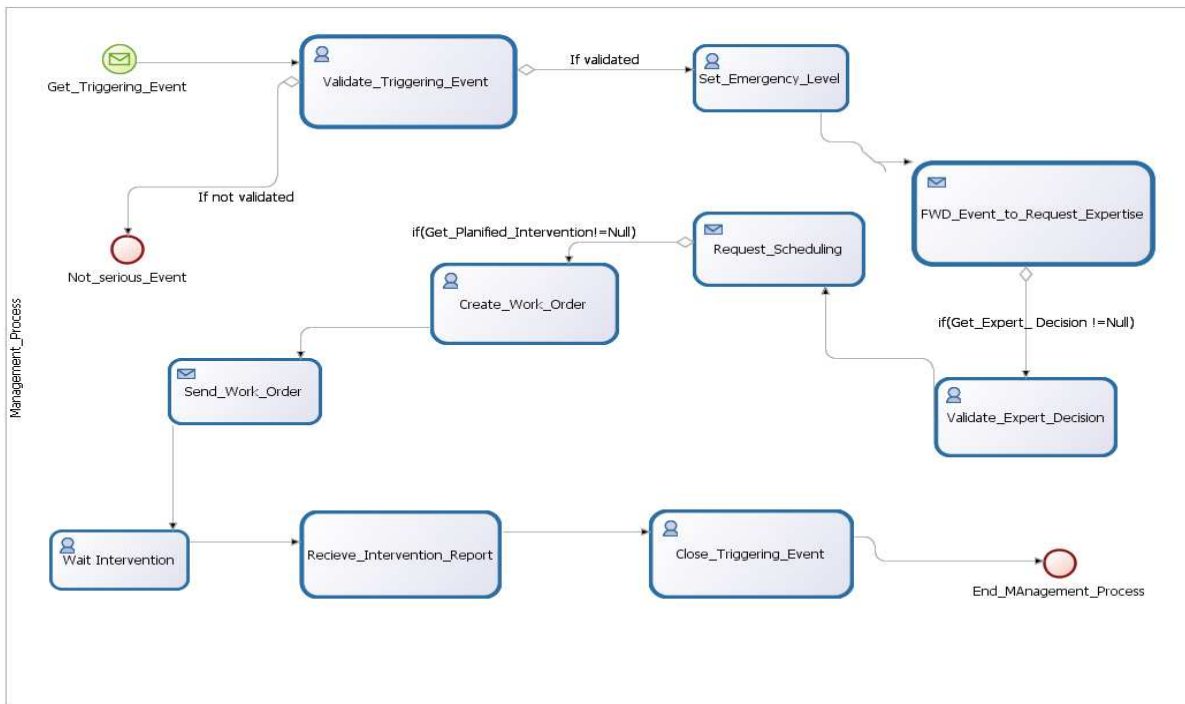 Get_Triggering_Event
Validate_Triggering_Event
If validated
Set_Emergency_Level
If not validated
Not_serious_Event
FWD_Event_to_Request_Expertise
if(Get_Planified_Intervention!=Null)
Request_Scheduling
Create_Work_Order
if(Get_Expert_ Decision !=Null)
Validate_Expert_Decision
Send_Work_Order
Management_Process
Wait Intervention
Recieve_Intervention_Report
Close_Triggering_Event
End_MAnagement_Process